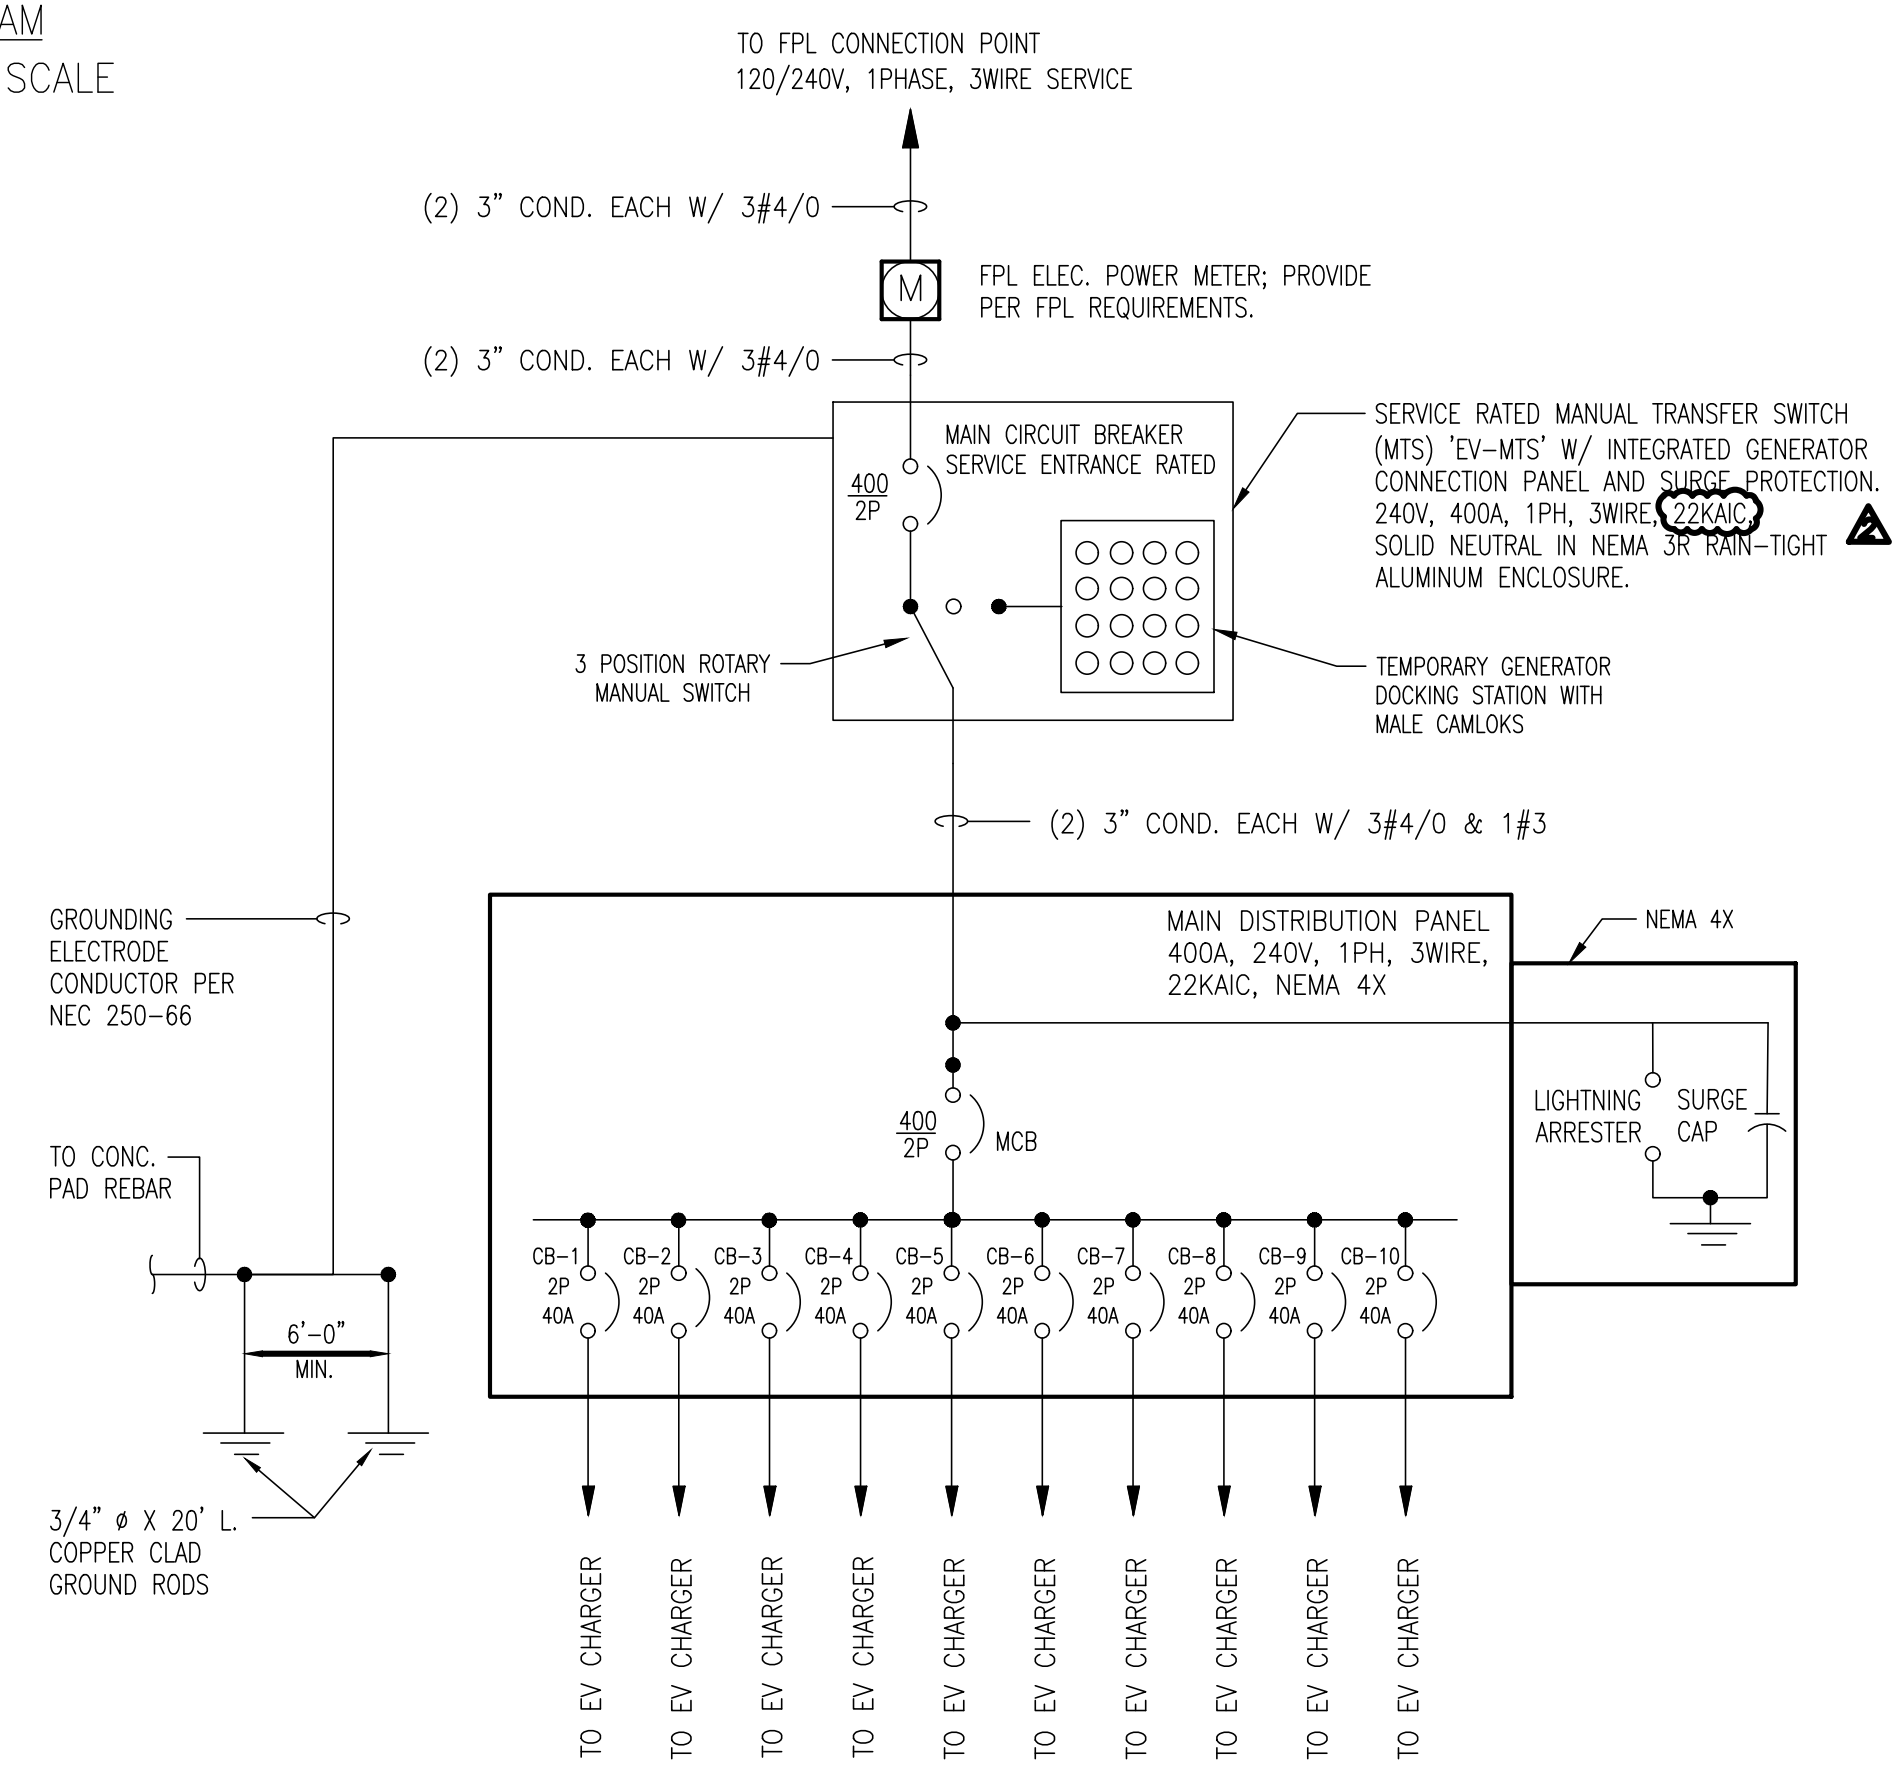 AM
SCALE
TO FPL CONNECTION POINT
120/240V, 1PHASE, 3WIRE SERVICE
(2) 3" COND. EACH W/ 3#4/0
M
FPL ELEC. POWER METER; PROVIDE
PER FPL REQUIREMENTS.
(2) 3" COND. EACH W/ 3#4/0
MAIN CIRCUIT BREAKER
SERVICE ENTRANCE RATED
400
2P
SERVICE RATED MANUAL TRANSFER SWITCH
(MTS) 'EV-MTS' W/ INTEGRATED GENERATOR
CONNECTION PANEL AND SURGE PROTECTION.
240V, 400A, 1PH, 3WIRE, 22KAIC,
SOLID NEUTRAL IN NEMA 3R RAIN-TIGHT
ALUMINUM ENCLOSURE.
2
3 POSITION ROTARY
MANUAL SWITCH
TEMPORARY GENERATOR
DOCKING STATION WITH
MALE CAMLOKS
(2) 3" COND. EACH W/ 3#4/0 & 1#3
GROUNDING
ELECTRODE
CONDUCTOR PER
NEC 250-66
MAIN DISTRIBUTION PANEL
400A, 240V, 1PH, 3WIRE,
22KAIC, NEMA 4X
NEMA 4X
400
2P
MCB
LIGHTNING
ARRESTER
SURGE
CAP
TO CONC.
PAD REBAR
CB-1
2P
40A
CB-2
2P
40A
CB-3
2P
40A
CB-4
2P
40A
CB-5
2P
40A
CB-6
2P
40A
CB-7
2P
40A
CB-8
2P
40A
CB-9
2P
40A
CB-10
2P
40A
6'-0"
MIN.
3/4" ø X 20' L.
COPPER CLAD
GROUND RODS
TO EV CHARGER
TO EV CHARGER
TO EV CHARGER
TO EV CHARGER
TO EV CHARGER
TO EV CHARGER
TO EV CHARGER
TO EV CHARGER
TO EV CHARGER
TO EV CHARGER